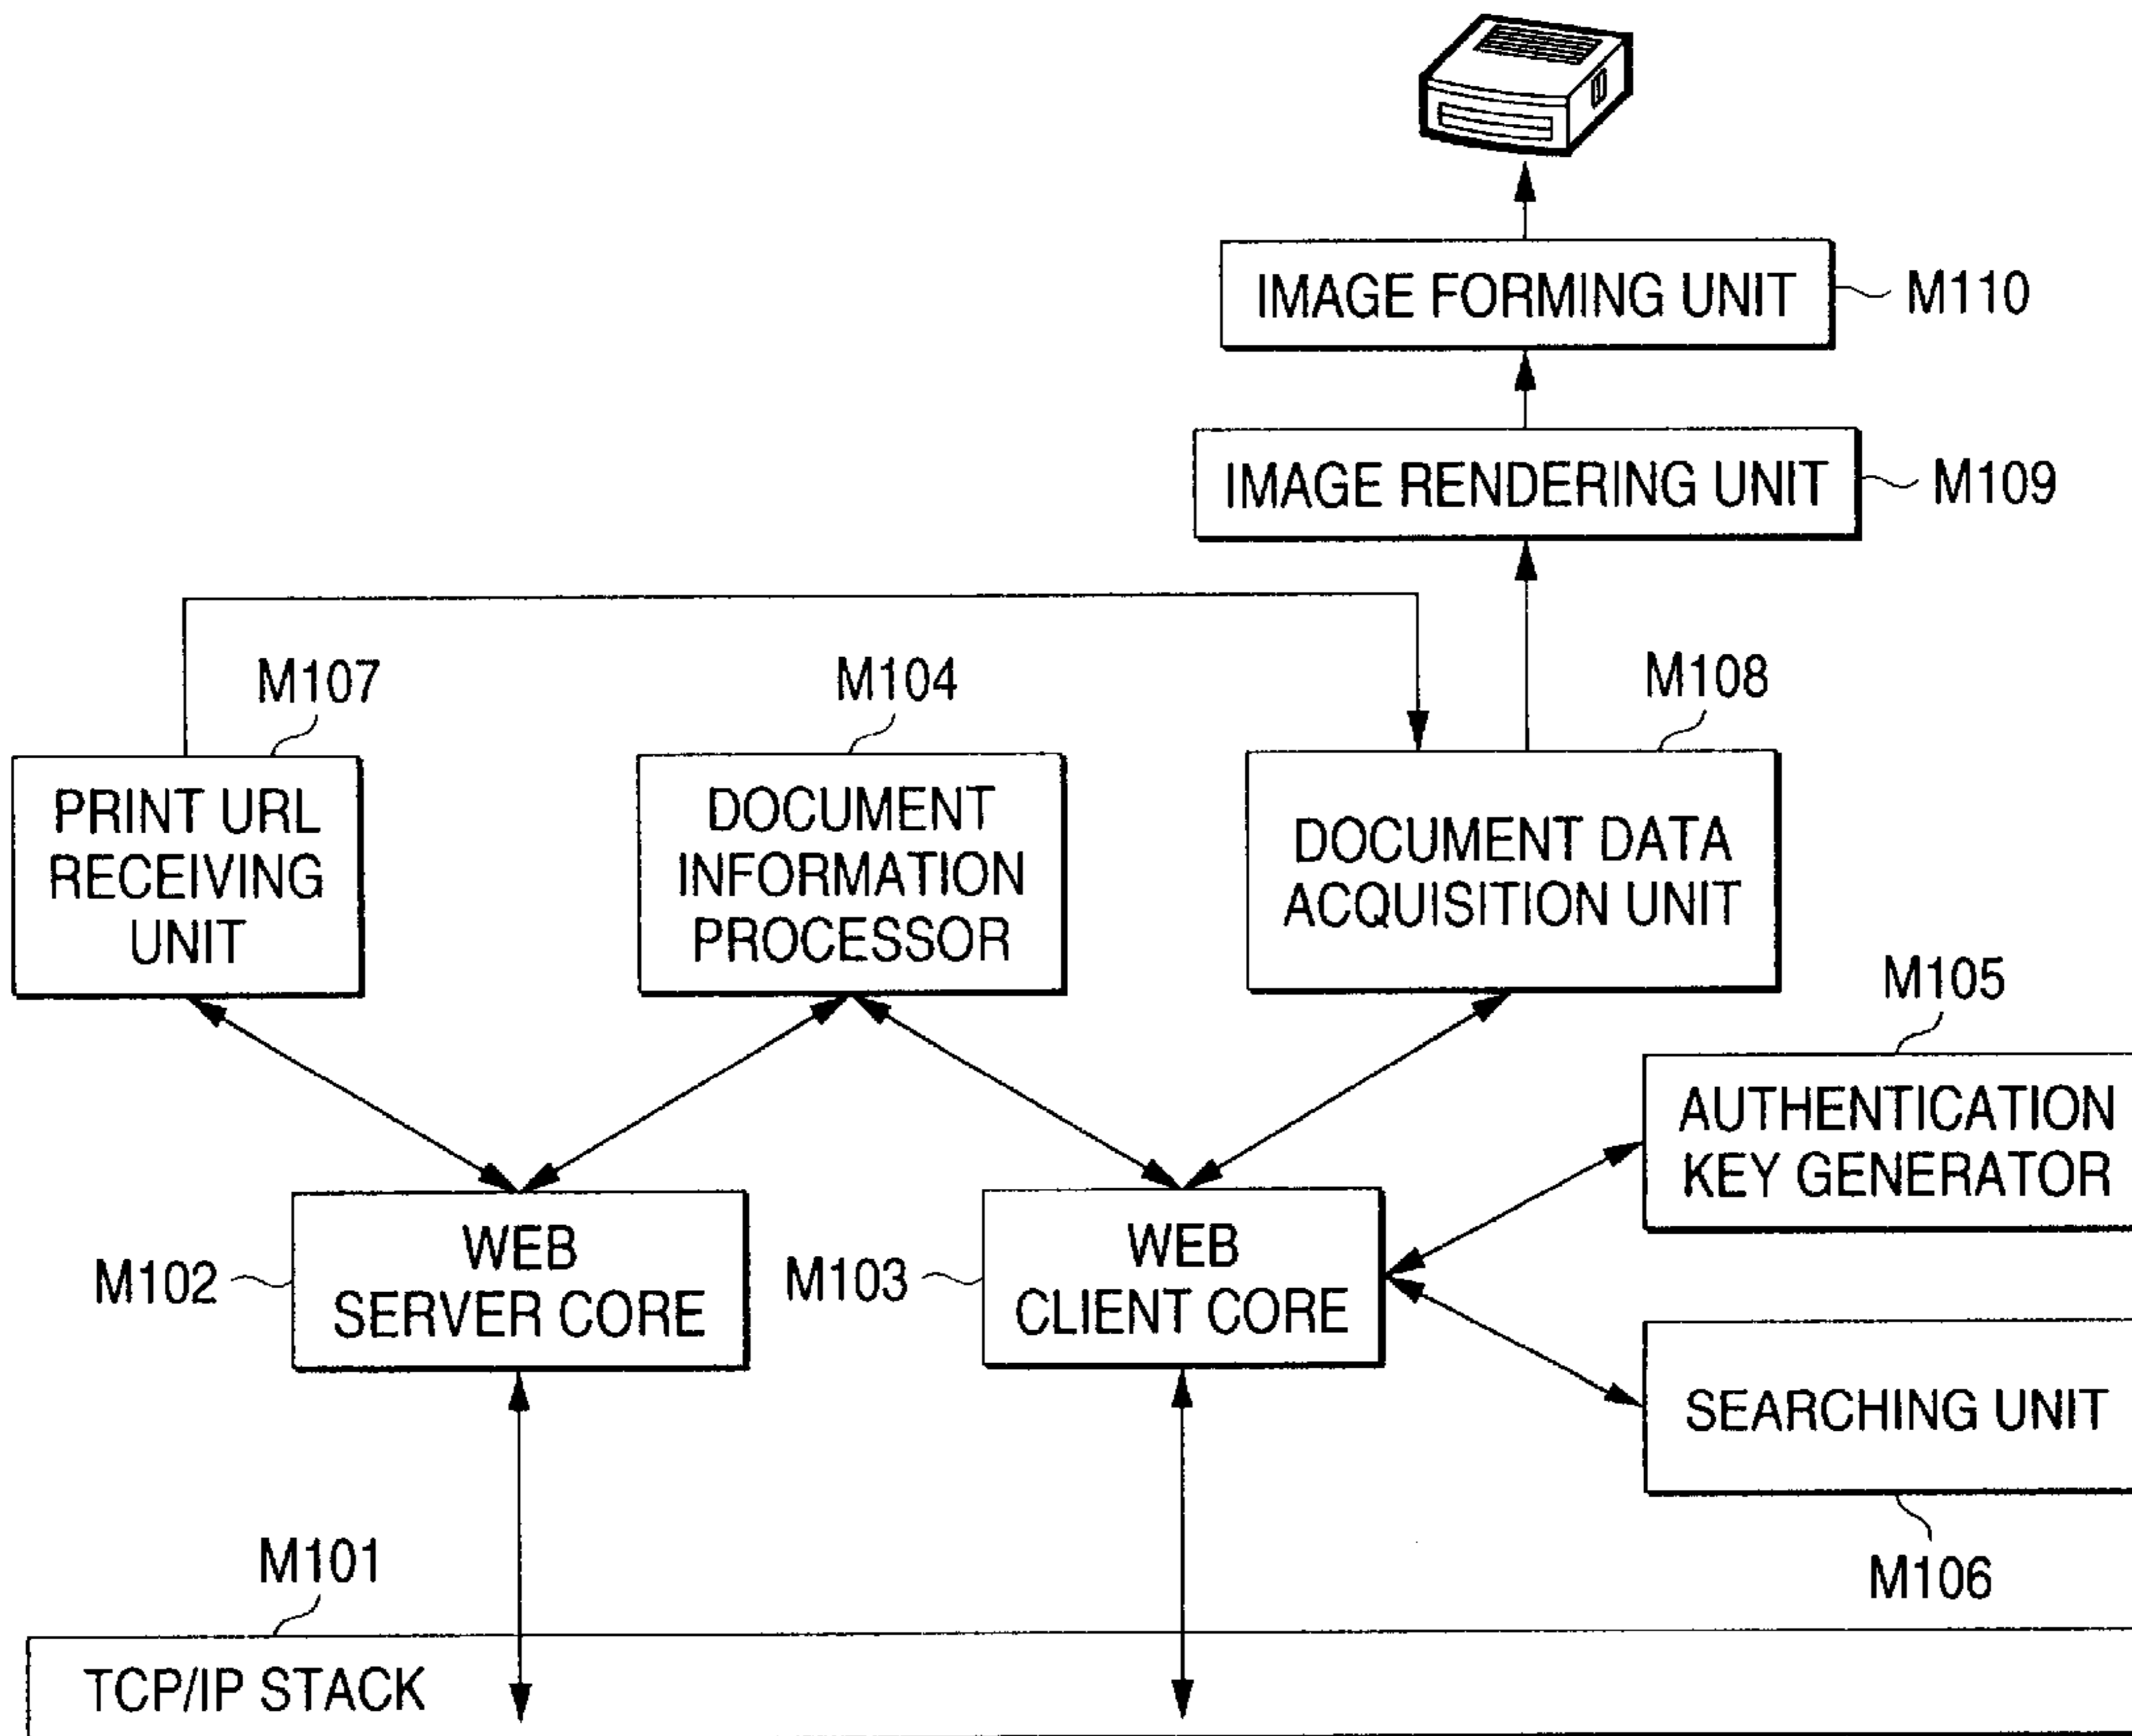 IMAGE FORMING UNIT
M110
IMAGE RENDERING UNIT
M109
M107
M104
M108
PRINT URL
RECEIVING
UNIT
DOCUMENT
INFORMATION
PROCESSOR
DOCUMENT DATA
ACQUISITION UNIT
M105
AUTHENTICATION
KEY GENERATOR
M102
WEB
SERVER CORE
M103
WEB
CLIENT CORE
SEARCHING UNIT
M106
M101
TCP/IP STACK